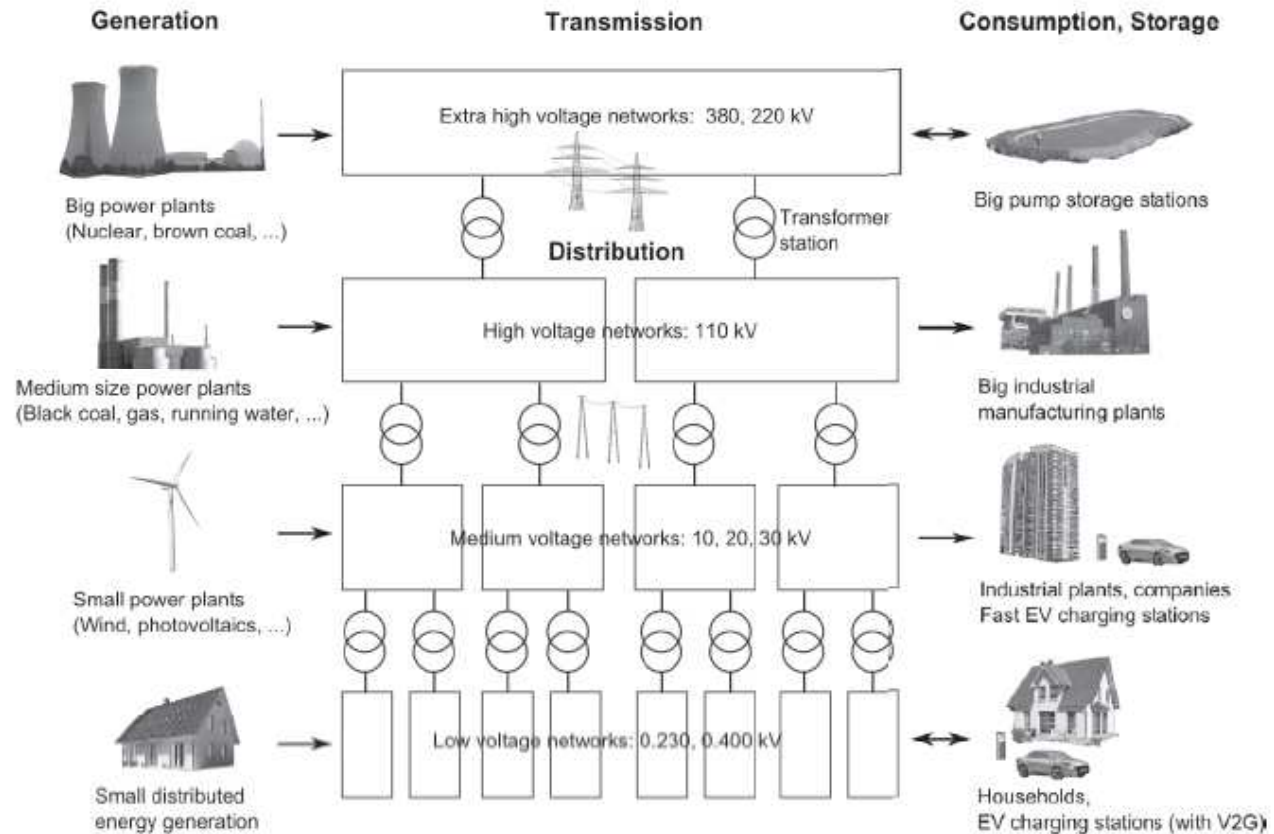 Generation
Transmission
Consumption, Storage
Extra high voltage networks: 380, 220 kV
Big power plants
(Nuclear, brown coal, ...)
Big pump storage stations
Transformer
station
Distribution
High voltage networks: 110 kV
Medium size power plants
(Black coal, gas, running water, ...)
Big industrial
manufacturing plants
Medium voltage networks: 10, 20, 30 kV
Small power plants
(Wind, photovoltaics, ...)
Industrial plants, companies
Fast EV charging stations
Low voltage networks: 0.230, 0.400 kV
Small distributed
energy generation
Households,
EV charging stations (with V2G)